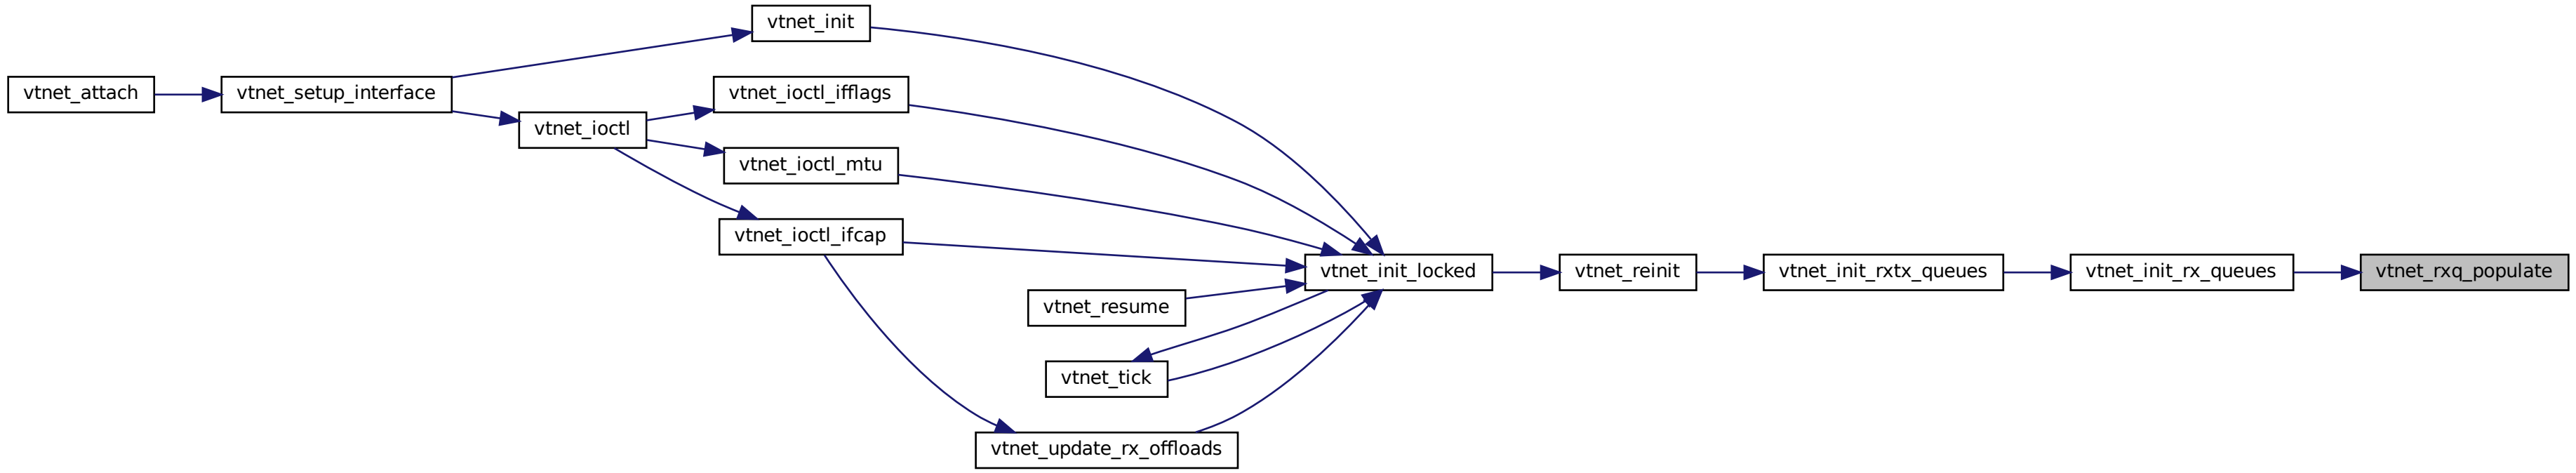 vtnet_init
vtnet_attach
vtnet_setup_interface
vtnet_ioctl_ifflags
vtnet_ioctl
vtnet_ioctl_mtu
vtnet_ioctl_ifcap
vtnet_init_locked
vtnet_reinit
vtnet_init_rxtx_queues
vtnet_init_rx_queues
vtnet_rxq_populate
vtnet_resume
vtnet_tick
vtnet_update_rx_offloads